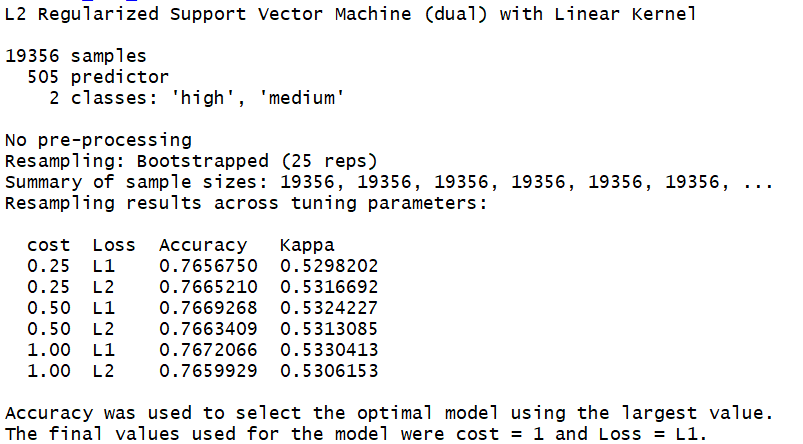 L2 Regularized Support Vector Machine (dual) with Linear Kernel
19356 samples
505 predictor
2 classes: 'high', 'medium'
No pre-processing
Resampling: Bootstrapped (25 reps)
Summary of sample sizes: 19356, 19356, 19356, 19356, 19356, 19356, ...
Resampling results across tuning parameters:
cost Loss Accuracy Kappa
0.25 L1 0.7656750 0.5298202
0.25 L2 0.7665210 0.5316692
0.50 L1 0.7669268 0.5324227
0.50 L2 0.7663409 0.5313085
1.00 L1 0.7672066 0.5330413
1.00 L2 0.7659929 0.5306153
Accuracy was used to select the optimal model using the largest value.
The final values used for the model were cost = 1 and Loss = L1.